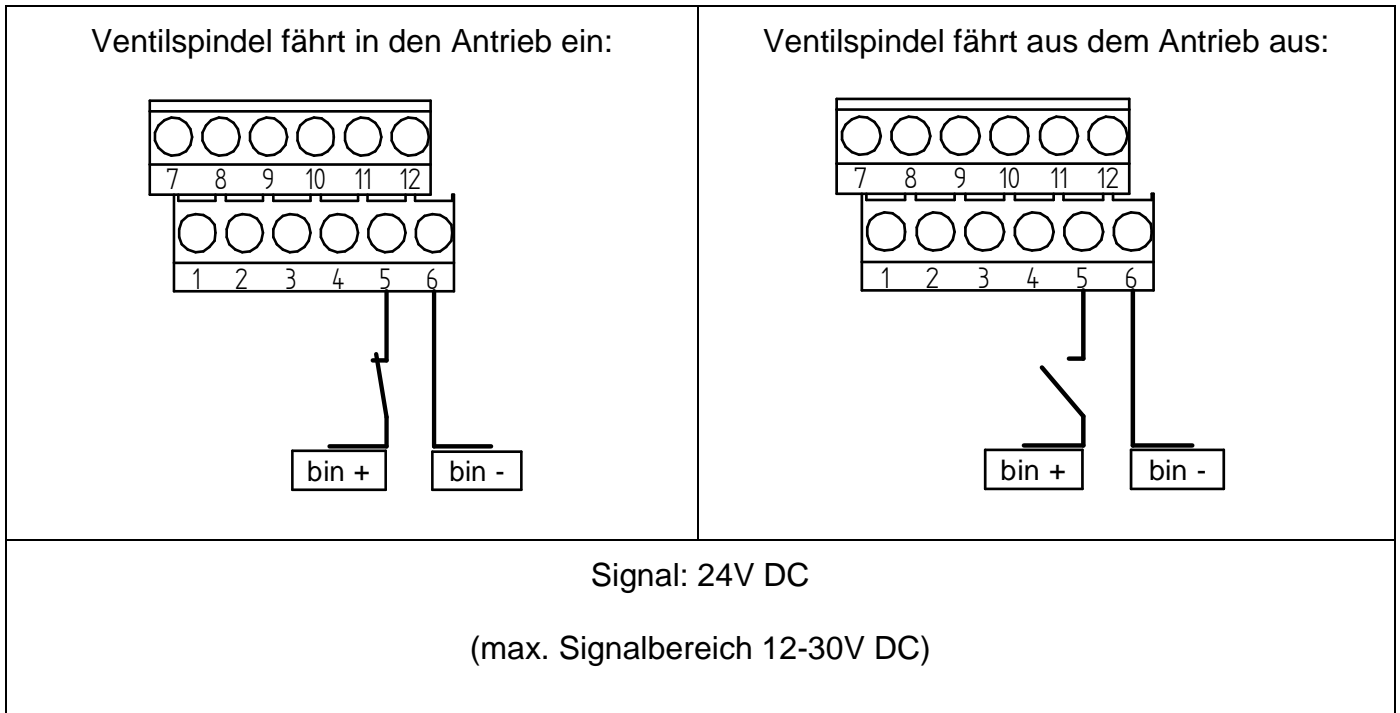 Ventilspindel fährt in den Antrieb ein:
7 8 9 10 11 12
1 2 3 4 5 6
bin + bin -
Ventilspindel fährt aus dem Antrieb aus:
7 8 9 10 11 12
1 2 3 4 5 6
bin + bin -
Signal: 24V DC
(max. Signalbereich 12-30V DC)